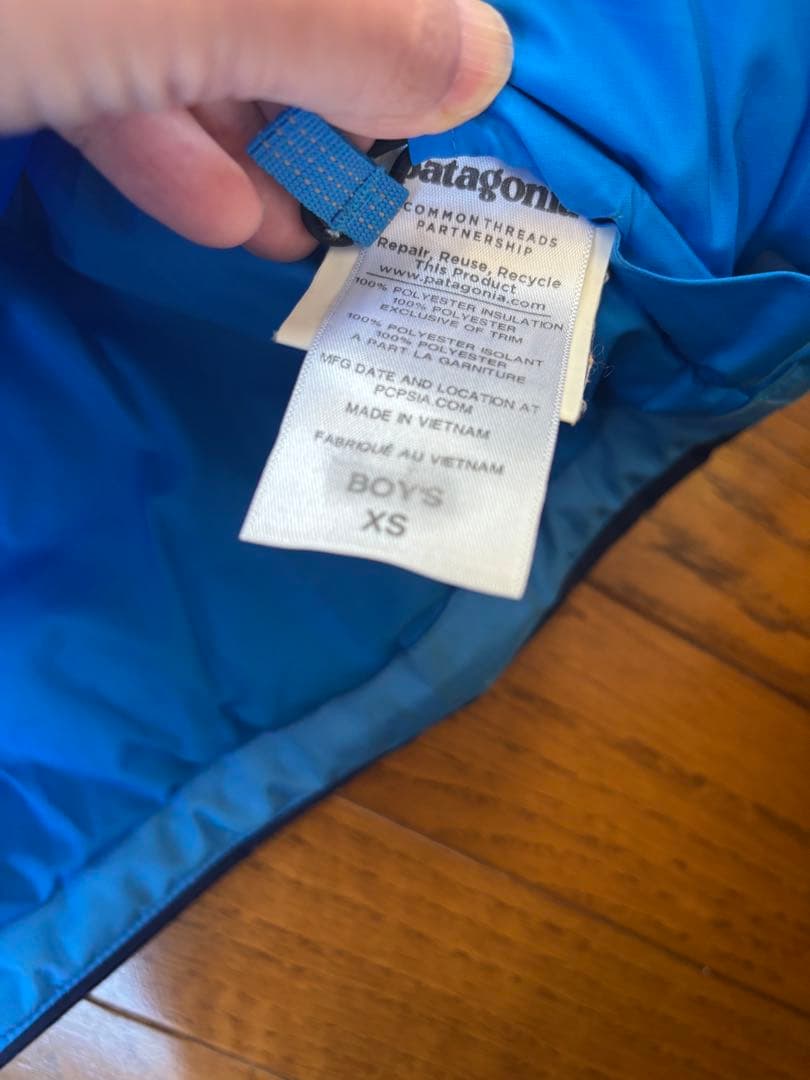 patagonia
COMMON THREADS
PARTNERSHIP
Repair, Reuse, Recycle
This Product
www.patagonia.com
100% POLYESTER INSULATION
100% POLYESTER
EXCLUSIVE OF TRIM
100% POLYESTER ISOLANT
100% POLYESTER
A PART LA GARNITURE
MFG DATE AND LOCATION AT
PCPSIA.COM
MADE IN VIETNAM
FABRIQUÉ AU VIETNAM
BOY'S
XS